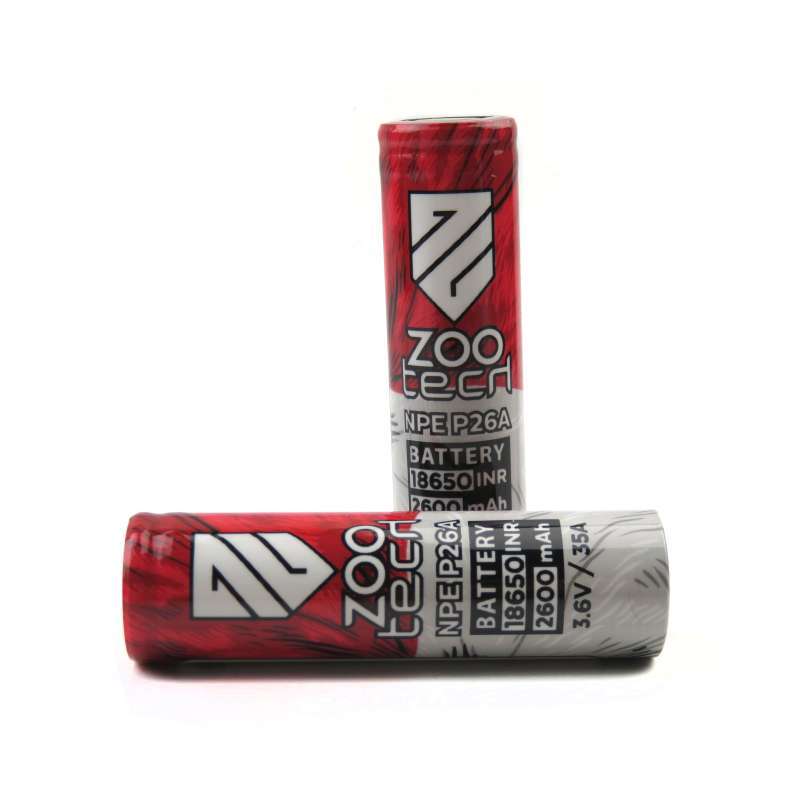 ZOO
tech
NPE P26A
BATTERY
18650 INR
2600 mAh
ZOO
tech
NPE P26A
BATTERY
18650 INR
2600 mAh
3.6V / 35A